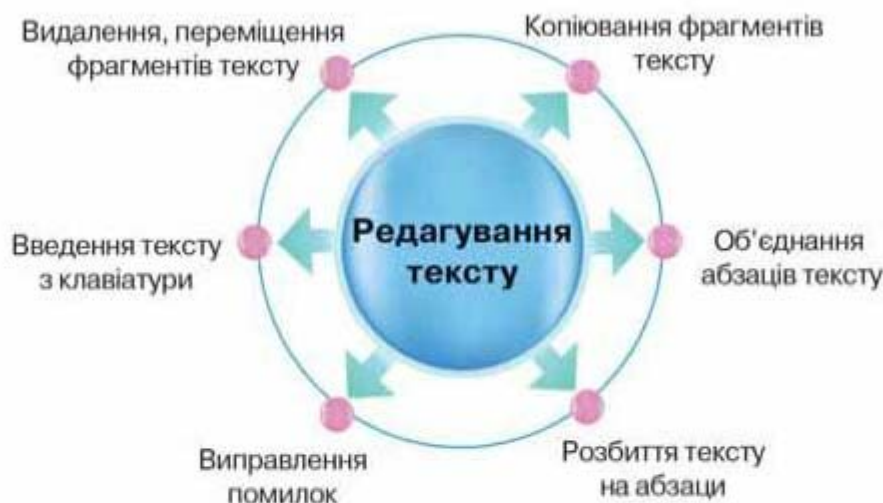 Видалення, переміщення
фрагментів тексту
Копіювання фрагментів
тексту
Введення тексту
з клавіатури
Редагування
тексту
Об’єднання
абзаців тексту
Виправлення
помилок
Розбиття тексту
на абзаци